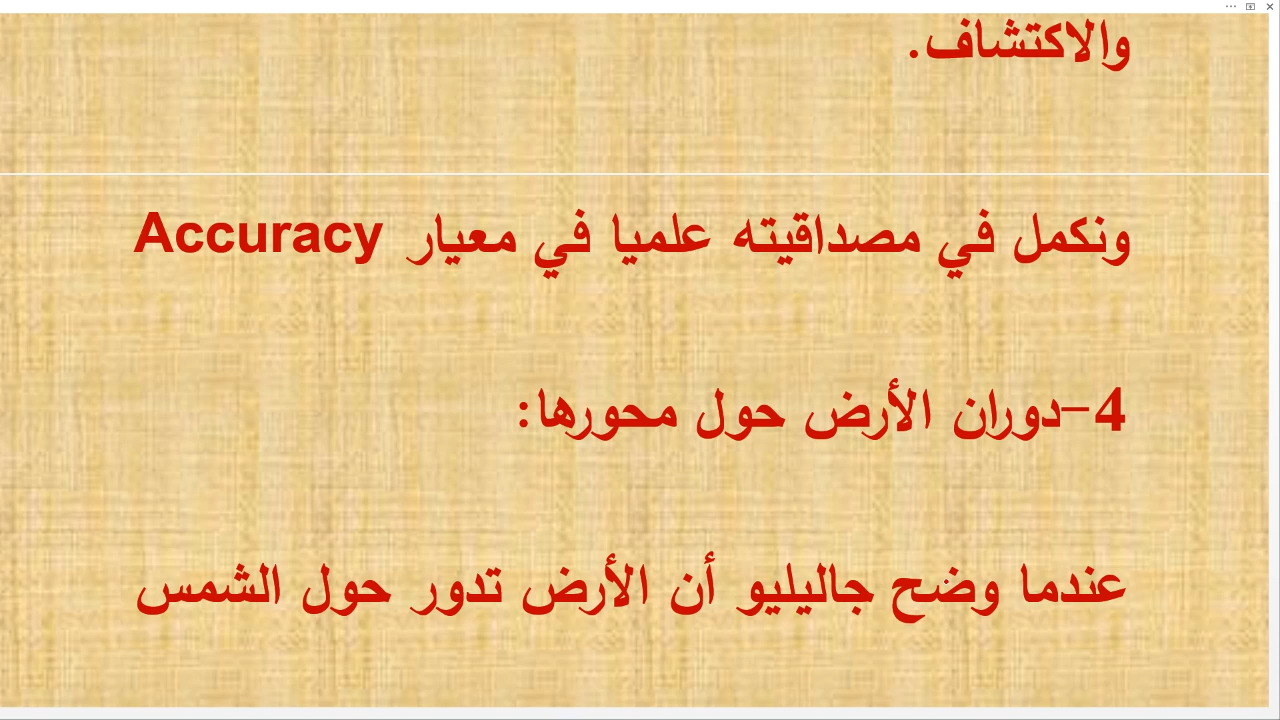 والاكتشاف.
ونكمل في مصداقيته علميا في معيار Accuracy
4-دوران الأرض حول محورها:
عندما وضح جاليليو أن الأرض تدور حول الشمس